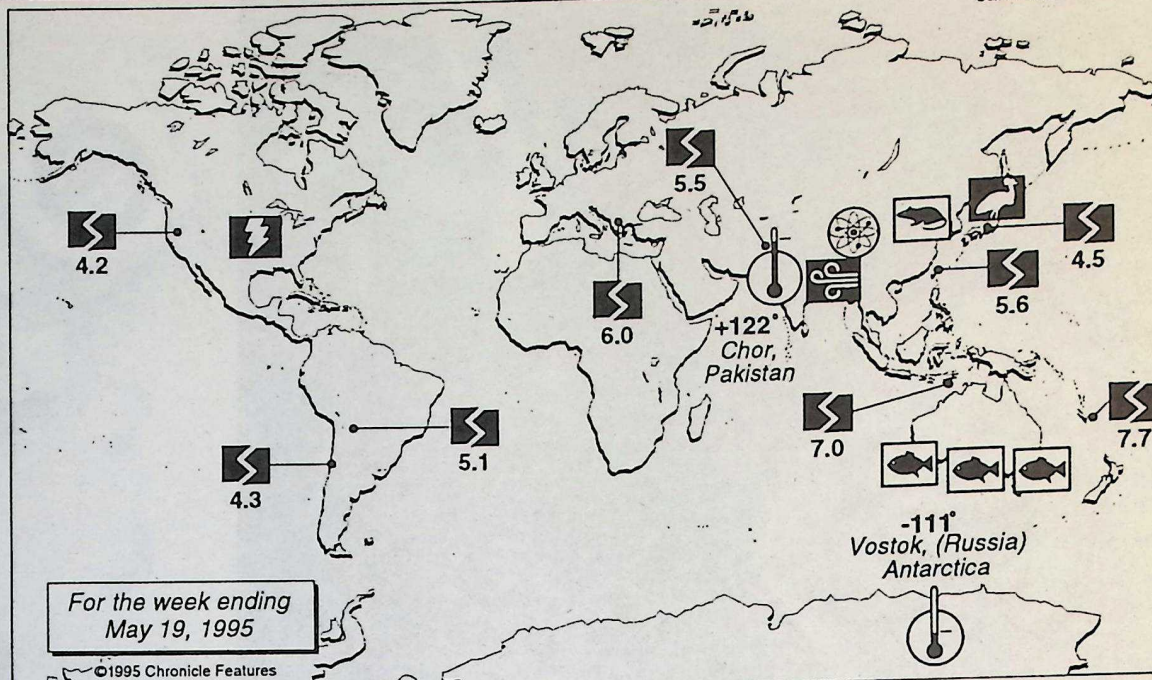 5.5
4.2
4.5
5.6
6.0
+122°
Chor,
Pakistan
7.0
7.7
5.1
4.3
-111°
Vostok, (Russia)
Antarctica
For the week ending
May 19, 1995
©1995 Chronicle Features